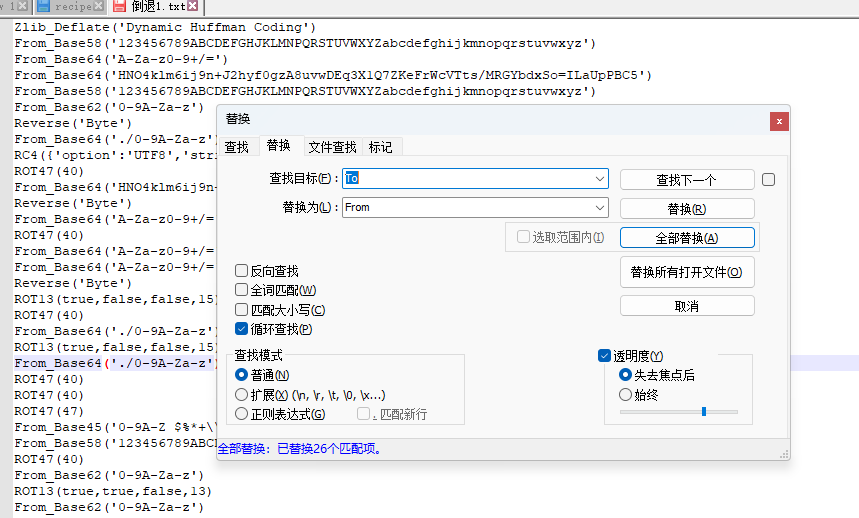 recipe
倒退1.txt
Zlib_Deflate('Dynamic Huffman Coding')
From_Base58('123456789ABCDEFGHJKLMNPQRSTUVWXYZabcdefghijkmnopqrstuvwxyz')
From_Base64('A-Za-z0-9+/=')
From_Base64('HNO4klm6ij9n+J2hyf0gzA8uvwDEq3X1Q7ZKeFrWcVTts/MRGYbdxSo=ILaUpPBC5')
From_Base58('123456789ABCDEFGHJKLMNPQRSTUVWXYZabcdefghijkmnopqrstuvwxyz')
From_Base62('0-9A-Za-z')
Reverse('Byte')
From_Base64('./0-9A-Za-z'
RC4({'option':'UTF8','stri
ROT47(40)
From_Base64('HNO4klm6ij9n+
Reverse('Byte')
From_Base64('A-Za-z0-9+/=
ROT47(40)
From_Base64('A-Za-z0-9+/=
From_Base64('A-Za-z0-9+/=
Reverse('Byte')
ROT13(true,false,false,15)
ROT47(40)
From_Base64('./0-9A-Za-z'
ROT13(true,false,false,15)
From_Base64('./0-9A-Za-z'
ROT47(40)
ROT47(40)
ROT47(47)
From_Base45('0-9A-Z $%*+\\
From_Base58('123456789ABCD
ROT47(40)
From_Base62('0-9A-Za-z')
ROT13(true,true,false,13)
From_Base62('0-9A-Za-z')
替换
x
查找 替换 文件查找 标记
查找目标(F): To 查找下一个
替换为(L): From 替换(R)
选取范围内(I) 全部替换(A)
反向查找 替换所有打开文件(O)
全词匹配(W)
匹配大小写(C) 取消
循环查找(P)
查找模式
普通(N)
扩展(X) (\n, \r, \t, \0, \x...)
正则表达式(G) . 匹配新行
透明度(Y)
失去焦点后
始终
全部替换: 已替换26个匹配项。